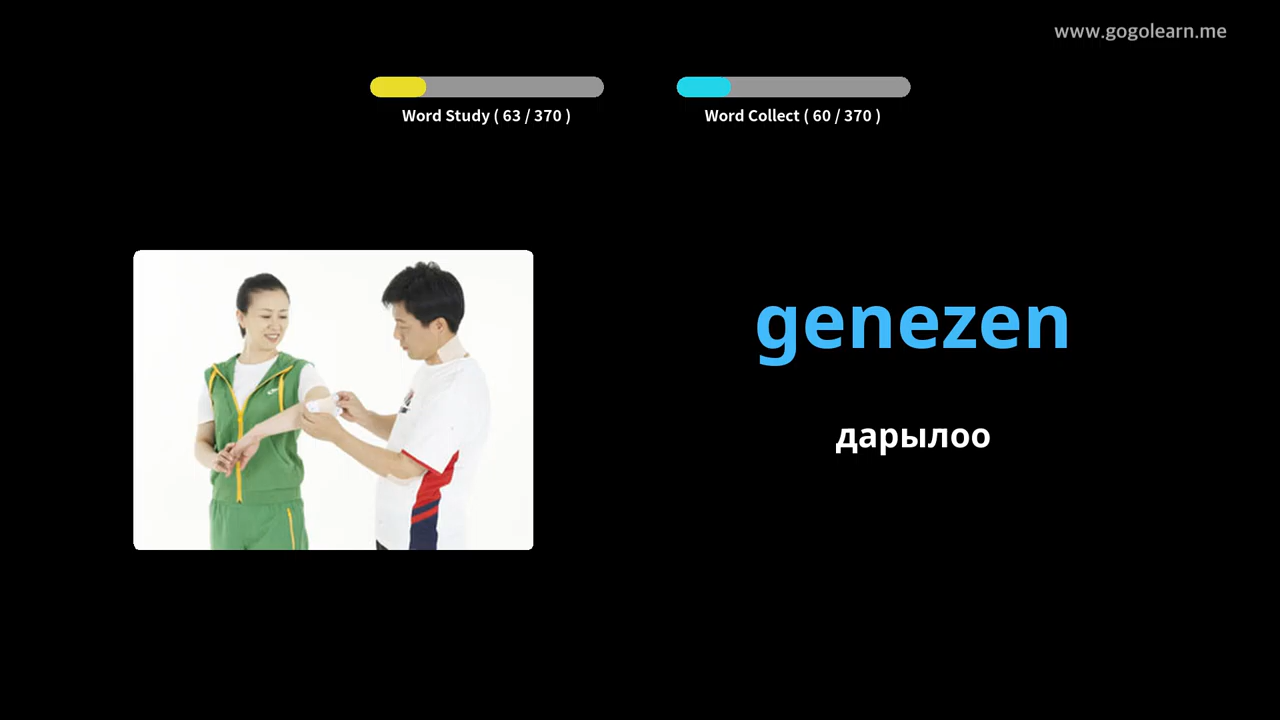 www.gogolearn.me
Word Study ( 63 / 370 )
Word Collect ( 60 / 370 )
genezen
дарылоо